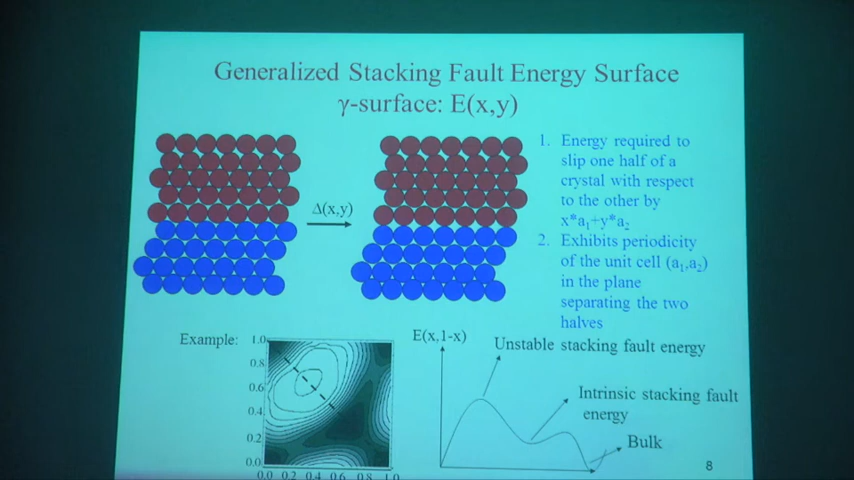 Generalized Stacking Fault Energy Surface
γ-surface: E(x,y)
Δ(x,y)
1. Energy required to
slip one half of a
crystal with respect
to the other by
x*a₁+y*a₂
2. Exhibits periodicity
of the unit cell (a₁,a₂)
in the plane
separating the two
halves
Example:
1.0
0.8
0.6
0.4
0.2
0.0
0.0 0.2 0.4 0.6 0.8 1.0
E(x,1-x)
Unstable stacking fault energy
Intrinsic stacking fault
energy
Bulk
8